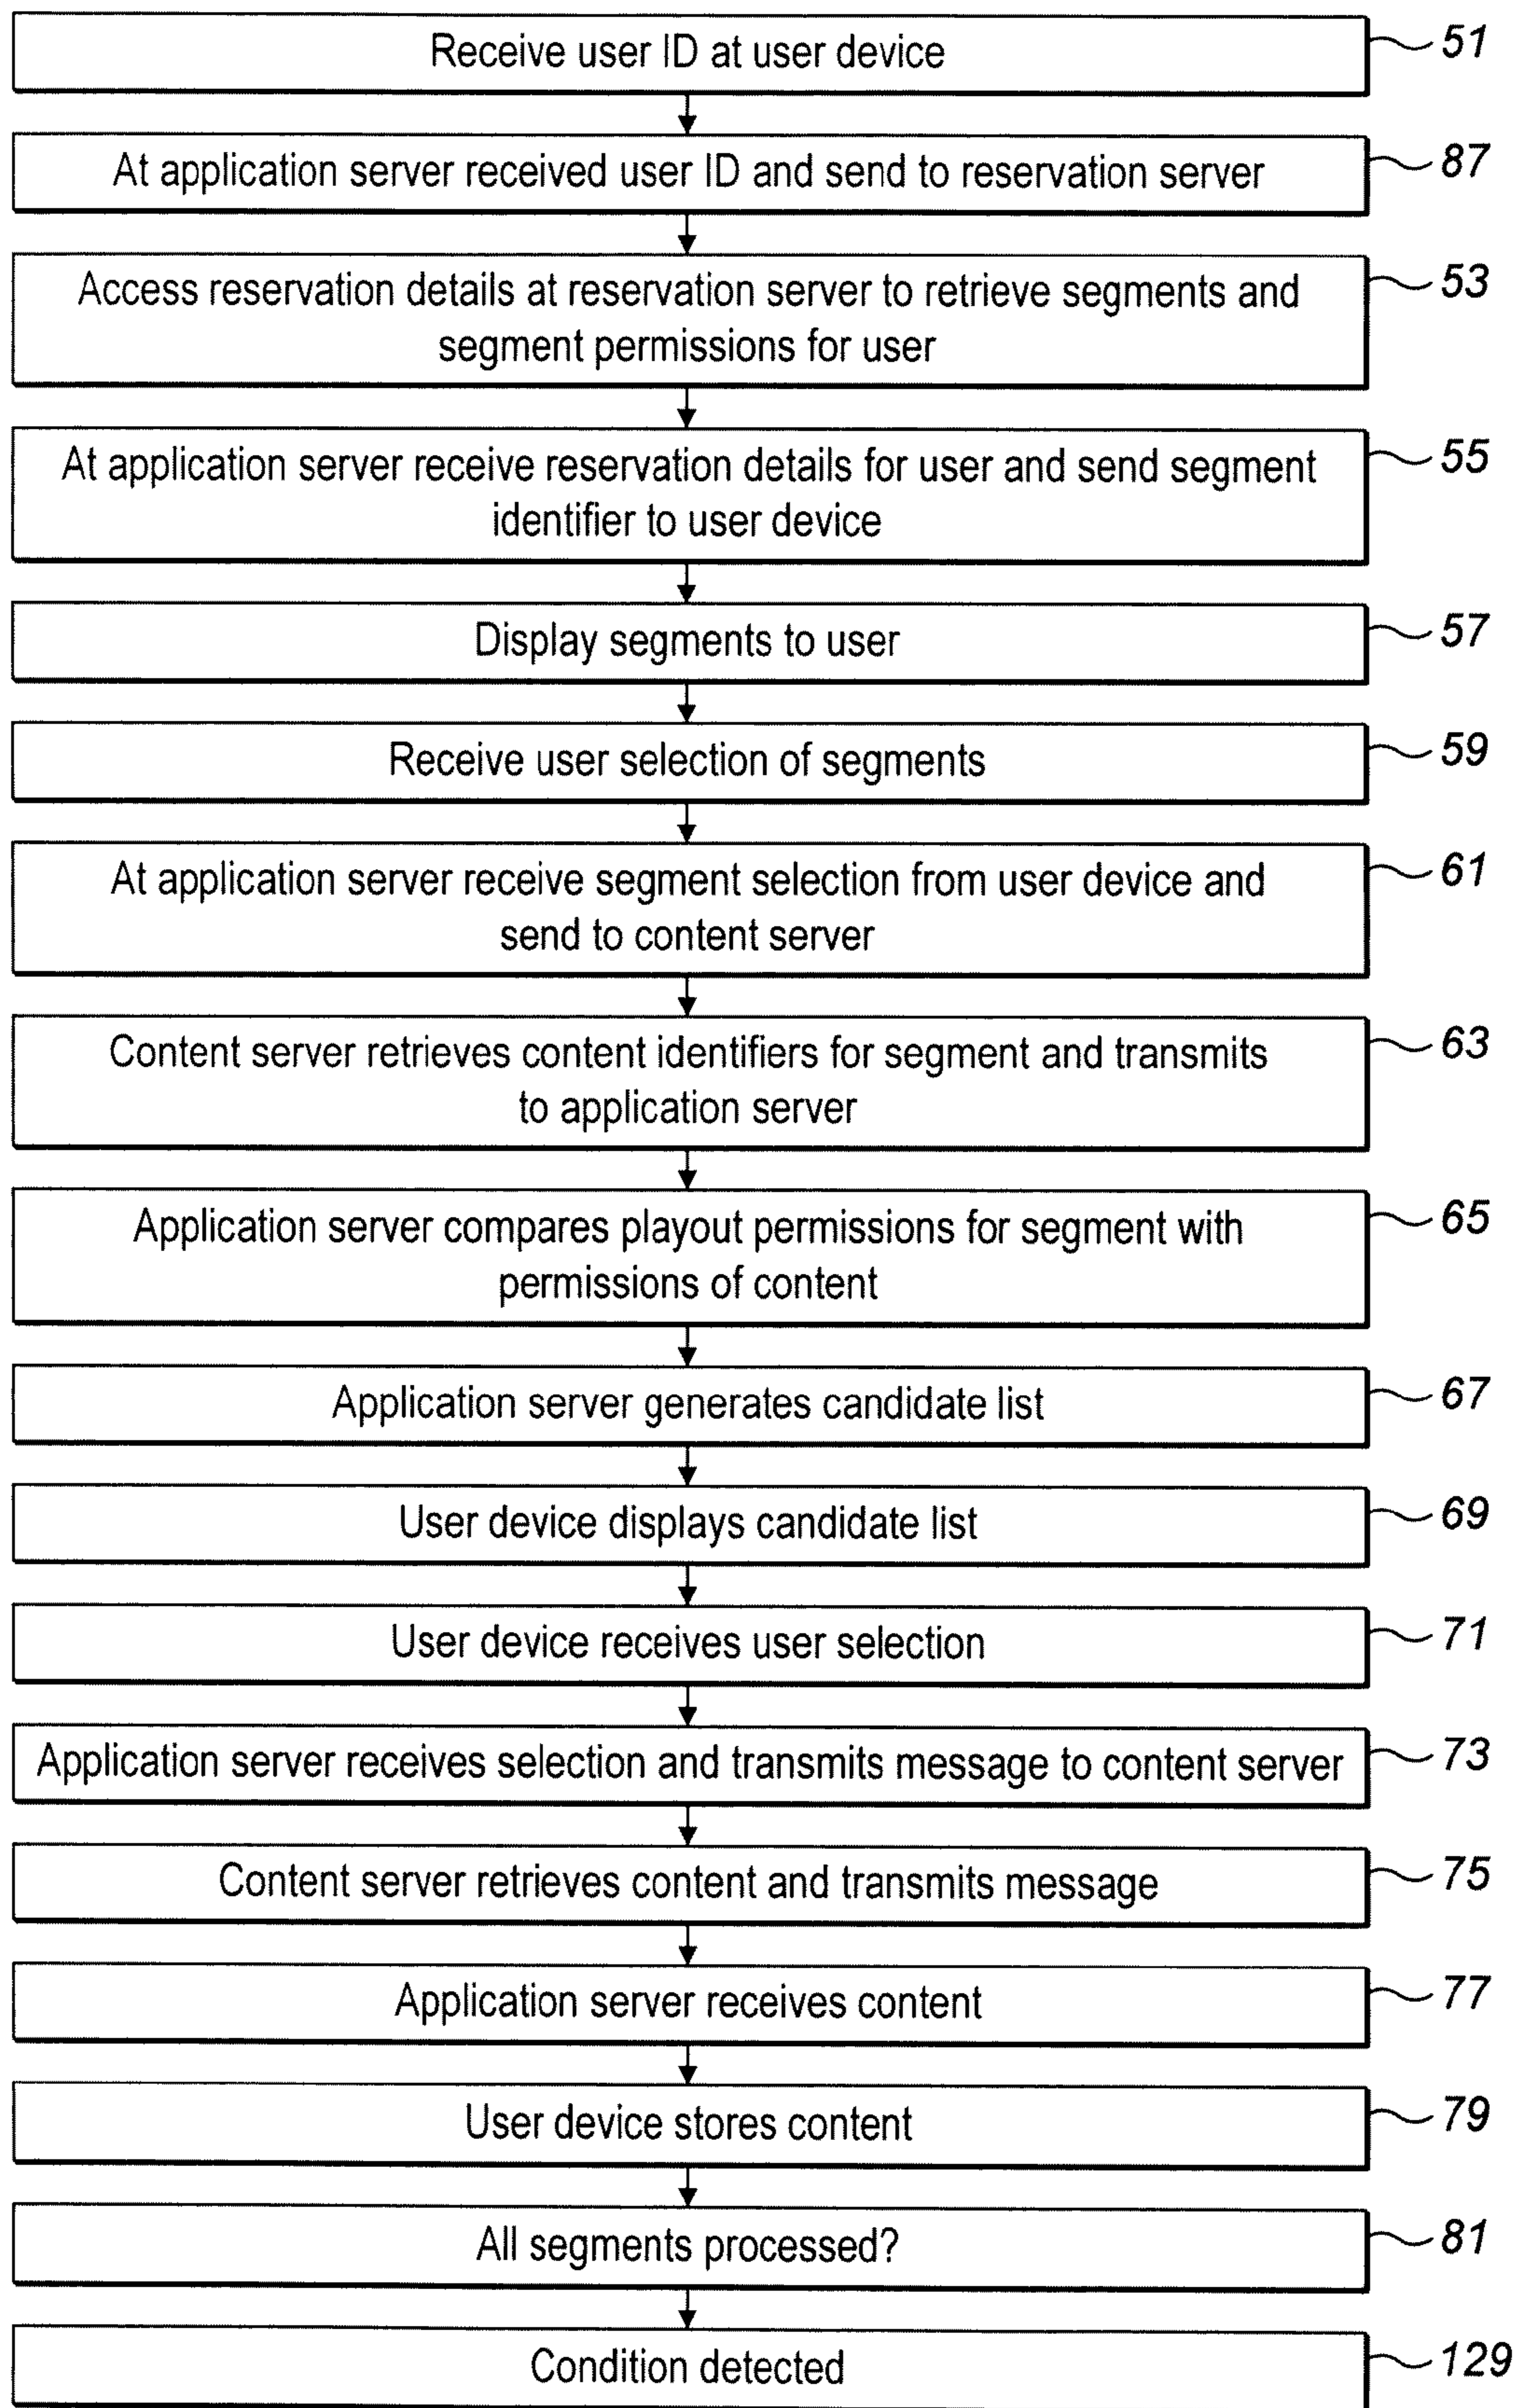 Receive user ID at user device
51
At application server received user ID and send to reservation server
87
Access reservation details at reservation server to retrieve segments and
segment permissions for user
53
At application server receive reservation details for user and send segment
identifier to user device
55
Display segments to user
57
Receive user selection of segments
59
At application server receive segment selection from user device and
send to content server
61
Content server retrieves content identifiers for segment and transmits
to application server
63
Application server compares playout permissions for segment with
permissions of content
65
Application server generates candidate list
67
User device displays candidate list
69
User device receives user selection
71
Application server receives selection and transmits message to content server
73
Content server retrieves content and transmits message
75
Application server receives content
77
User device stores content
79
All segments processed?
81
Condition detected
129